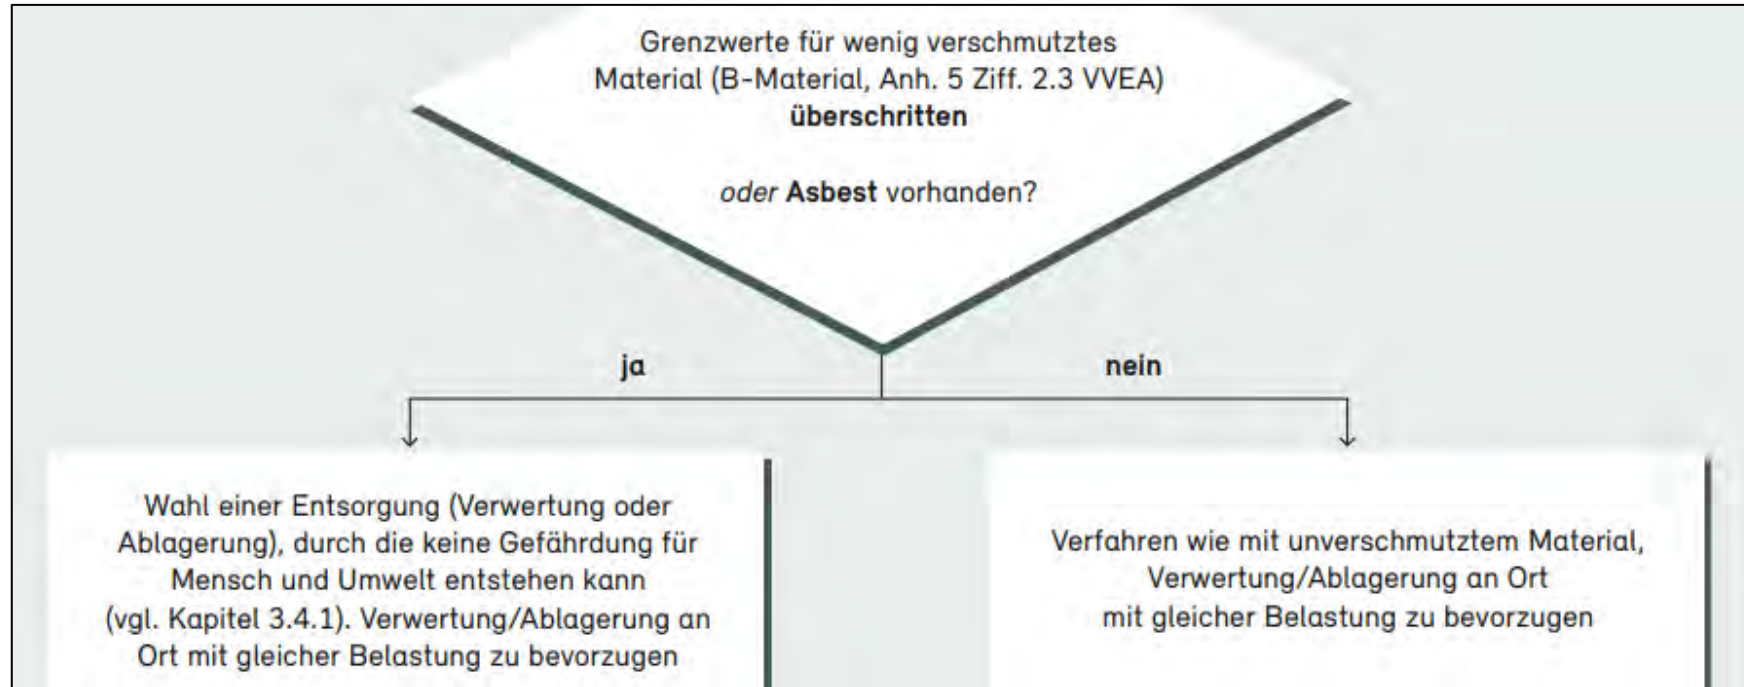 Grenzwerte für wenig verschmutztes
Material (B-Material, Anh. 5 Ziff. 2.3 VVEA)
überschritten
oder Asbest vorhanden?
ja
nein
Wahl einer Entsorgung (Verwertung oder
Ablagerung), durch die keine Gefährdung für
Mensch und Umwelt entstehen kann
(vgl. Kapitel 3.4.1). Verwertung/Ablagerung an
Ort mit gleicher Belastung zu bevorzugen
Verfahren wie mit unverschmutztem Material,
Verwertung/Ablagerung an Ort
mit gleicher Belastung zu bevorzugen